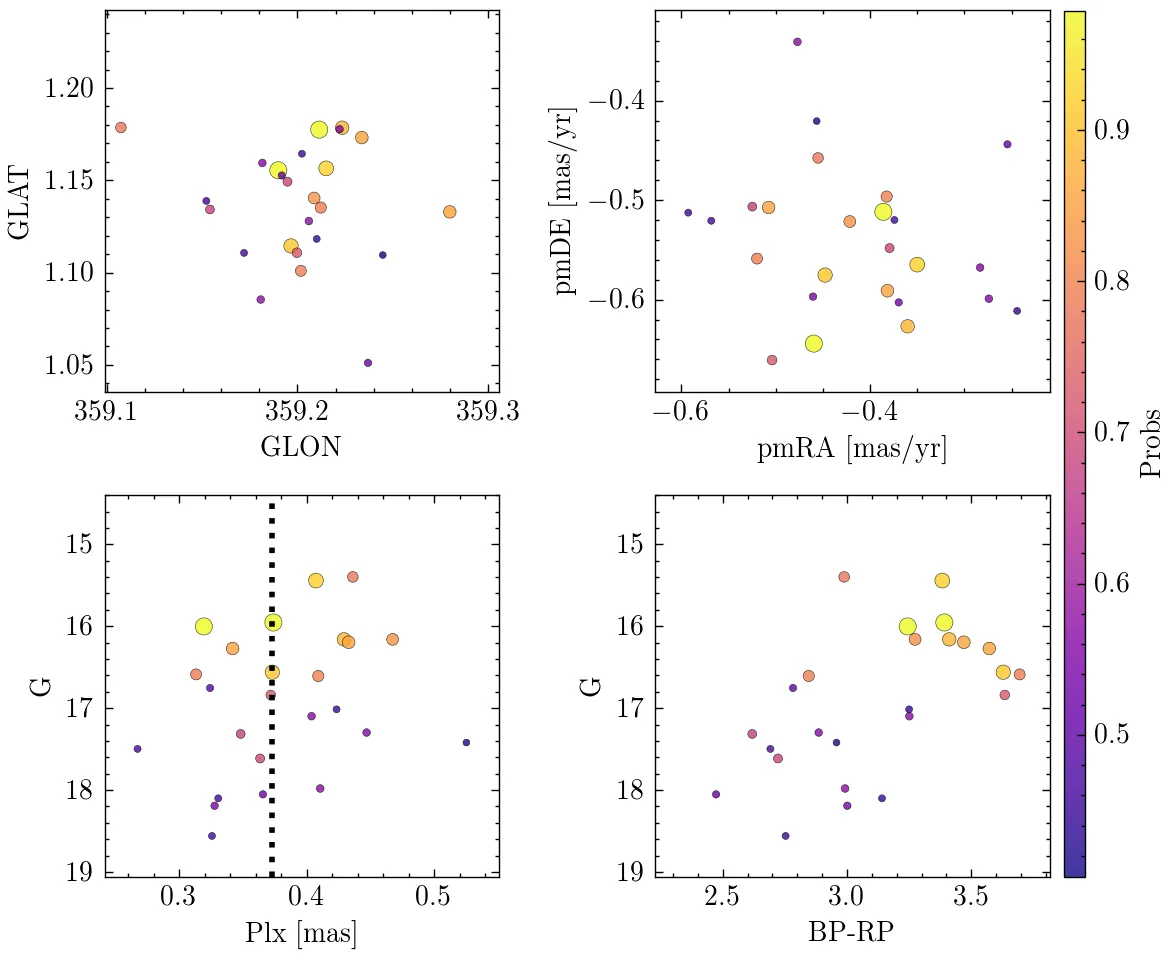 1.20
1.15
1.10
1.05
GLAT
359.1 359.2 359.3
GLON
−0.4
−0.5
−0.6
pmDE [mas/yr]
−0.6 −0.4
pmRA [mas/yr]
15
16
17
18
19
G
0.3 0.4 0.5
Plx [mas]
15
16
17
18
19
G
2.5 3.0 3.5
BP-RP
0.9
0.8
0.7
0.6
0.5
Probs